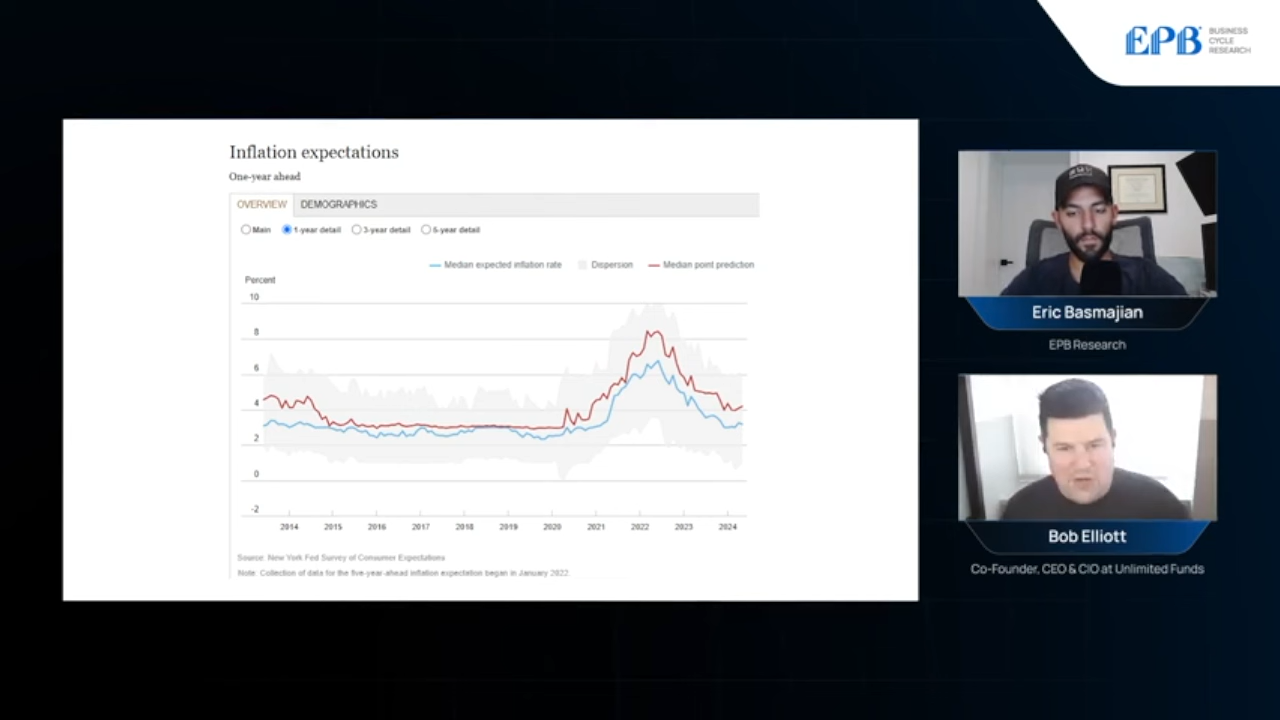 EPB
BUSINESS
CYCLE
RESEARCH
Inflation expectations
One-year ahead
OVERVIEW
DEMOGRAPHICS
Main
1-year detail
3-year detail
5-year detail
Median expected inflation rate
Dispersion
Median point prediction
Percent
10
8
6
4
2
0
-2
2014 2015 2016 2017 2018 2019 2020 2021 2022 2023 2024
Source: New York Fed Survey of Consumer Expectations
Note: Collection of data for the five-year-ahead inflation expectation began in January 2022.
Eric Basmajian
EPB Research
Bob Elliott
Co-Founder, CEO & CIO at Unlimited Funds